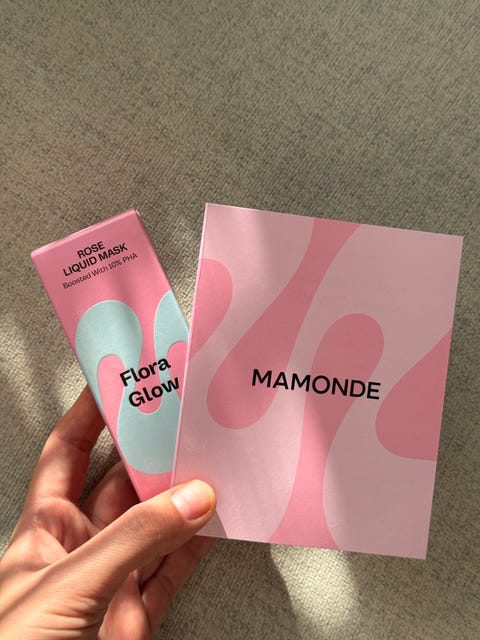 ROSE
LIQUID MASK
Boosted With 10% PHA
Flora
Glow
MAMONDE